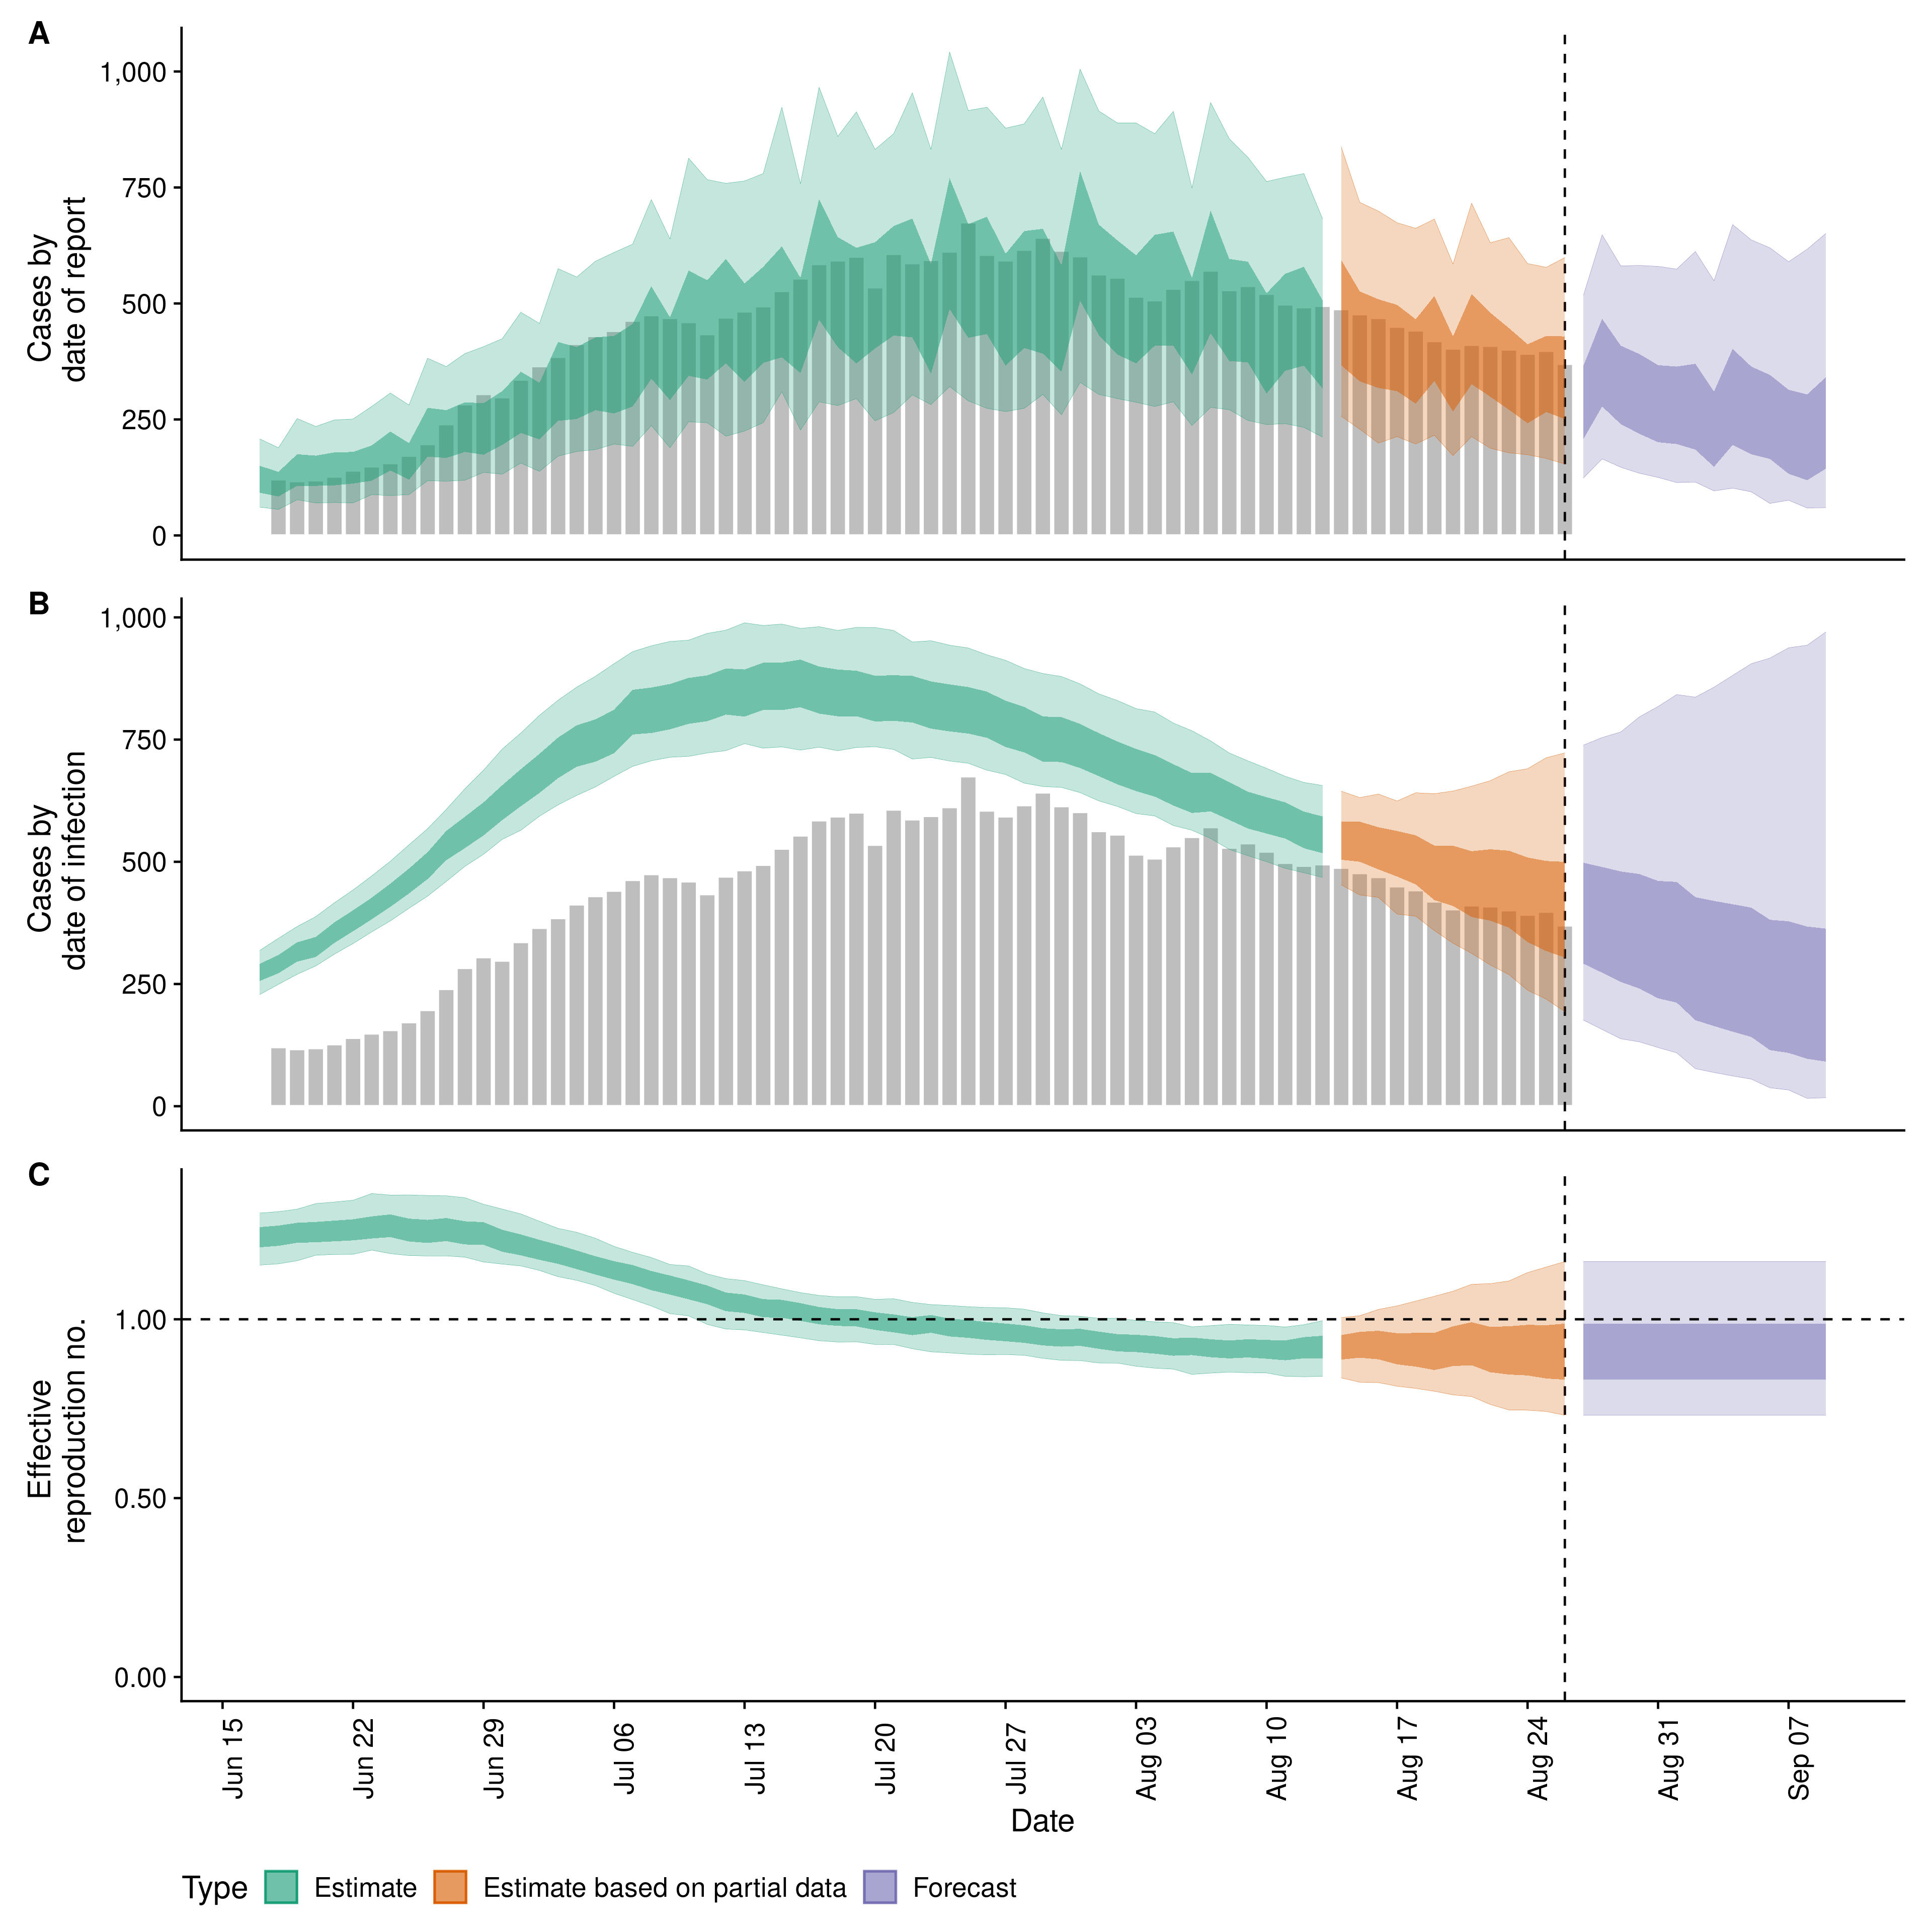 A
Cases by
date of report
1,000
750
500
250
0
B
Cases by
date of infection
1,000
750
500
250
0
C
Effective
reproduction no.
1.00
0.50
0.00
Jun 15
Jun 22
Jun 29
Jul 06
Jul 13
Jul 20
Jul 27
Aug 03
Aug 10
Aug 17
Aug 24
Aug 31
Sep 07
Date
Type Estimate Estimate based on partial data Forecast